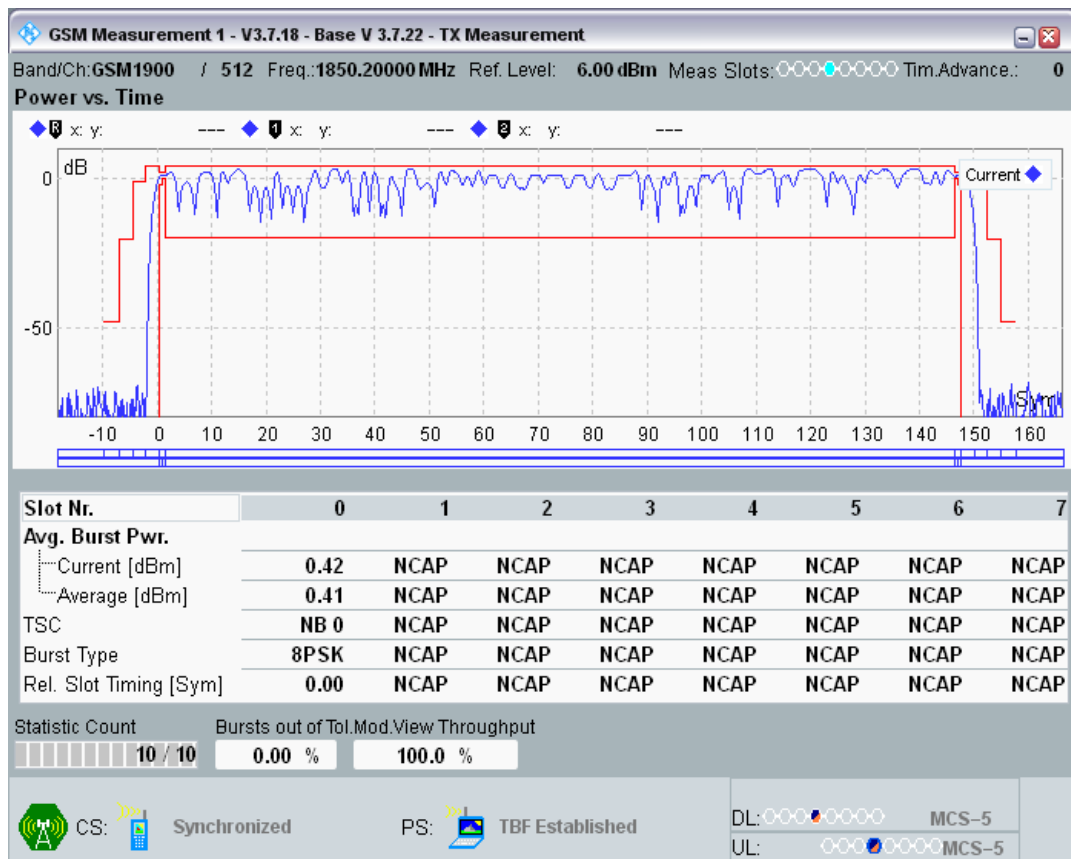 GSM Measurement 1 - V3.7.18 - Base V 3.7.22 - TX Measurement
Band/Ch:GSM1900 / 512 Freq.:1850.20000 MHz Ref. Level: 6.00 dBm Meas Slots: Tim.Advance.: 0
Power vs. Time
R x: y: --- 1 x: y: --- 2 x: y: ---
dB
0
Current
-50
Sym
-10 0 10 20 30 40 50 60 70 80 90 100 110 120 130 140 150 160
Slot Nr. 0 1 2 3 4 5 6 7
Avg. Burst Pwr.
Current [dBm] 0.42 NCAP NCAP NCAP NCAP NCAP NCAP NCAP
Average [dBm] 0.41 NCAP NCAP NCAP NCAP NCAP NCAP NCAP
TSC NB 0 NCAP NCAP NCAP NCAP NCAP NCAP NCAP
Burst Type 8PSK NCAP NCAP NCAP NCAP NCAP NCAP NCAP
Rel. Slot Timing [Sym] 0.00 NCAP NCAP NCAP NCAP NCAP NCAP NCAP
Statistic Count Bursts out of Tol. Mod.View Throughput
10 / 10 0.00 % 100.0 %
CS: Synchronized PS: TBF Established
DL: MCS-5
UL: MCS-5